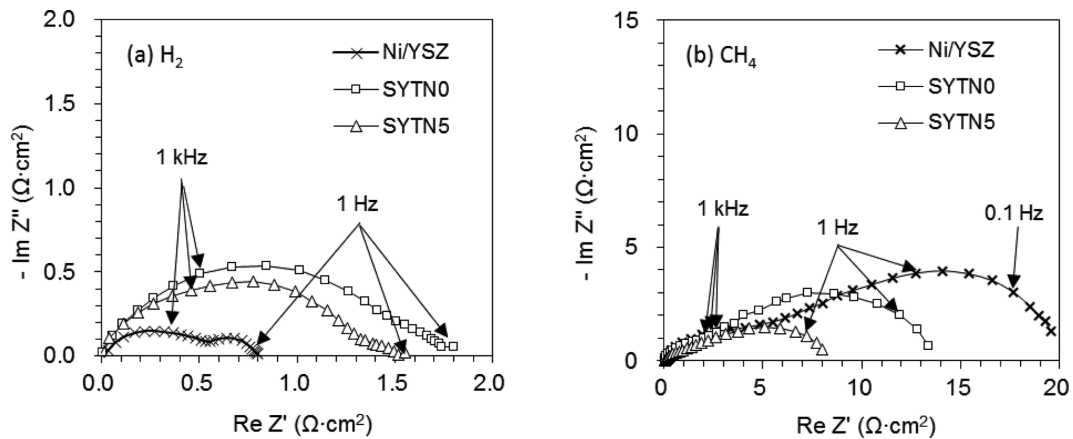 (a) H2
Ni/YSZ
SYTN0
SYTN5
1 kHz
1 Hz
2.0
1.5
1.0
0.5
0.0
0.0
0.5
1.0
1.5
2.0
- Im Z" (Ω·cm2)
Re Z' (Ω·cm2)
(b) CH4
Ni/YSZ
SYTN0
SYTN5
1 kHz
1 Hz
0.1 Hz
15
10
5
0
0
5
10
15
20
- Im Z" (Ω·cm2)
Re Z' (Ω·cm2)